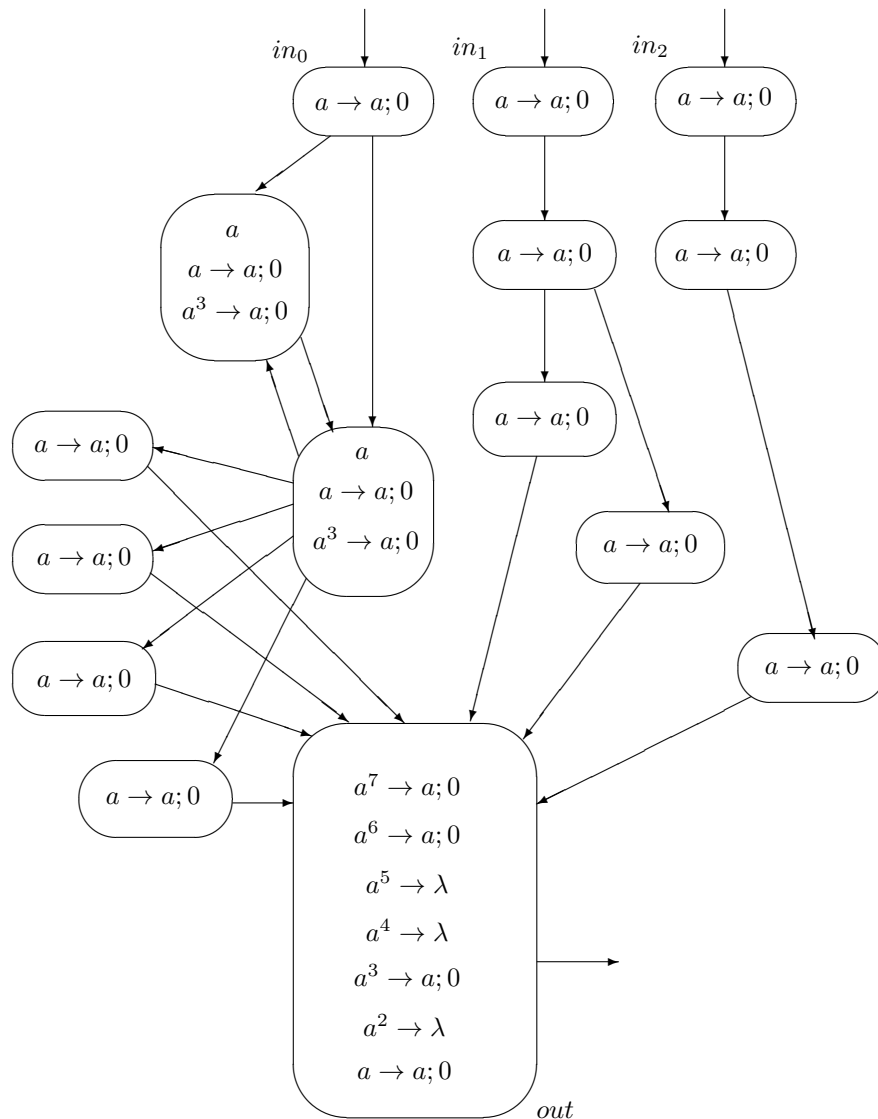 in₀ in₁ in₂
a → a; 0 a → a; 0 a → a; 0
a
a → a; 0
a³ → a; 0
a → a; 0 a → a; 0
a → a; 0
a → a; 0
a
a → a; 0
a³ → a; 0
a → a; 0
a → a; 0
a → a; 0
a → a; 0
a → a; 0
a⁷ → a; 0
a⁶ → a; 0
a⁵ → λ
a⁴ → λ
a³ → a; 0
a² → λ
a → a; 0
out